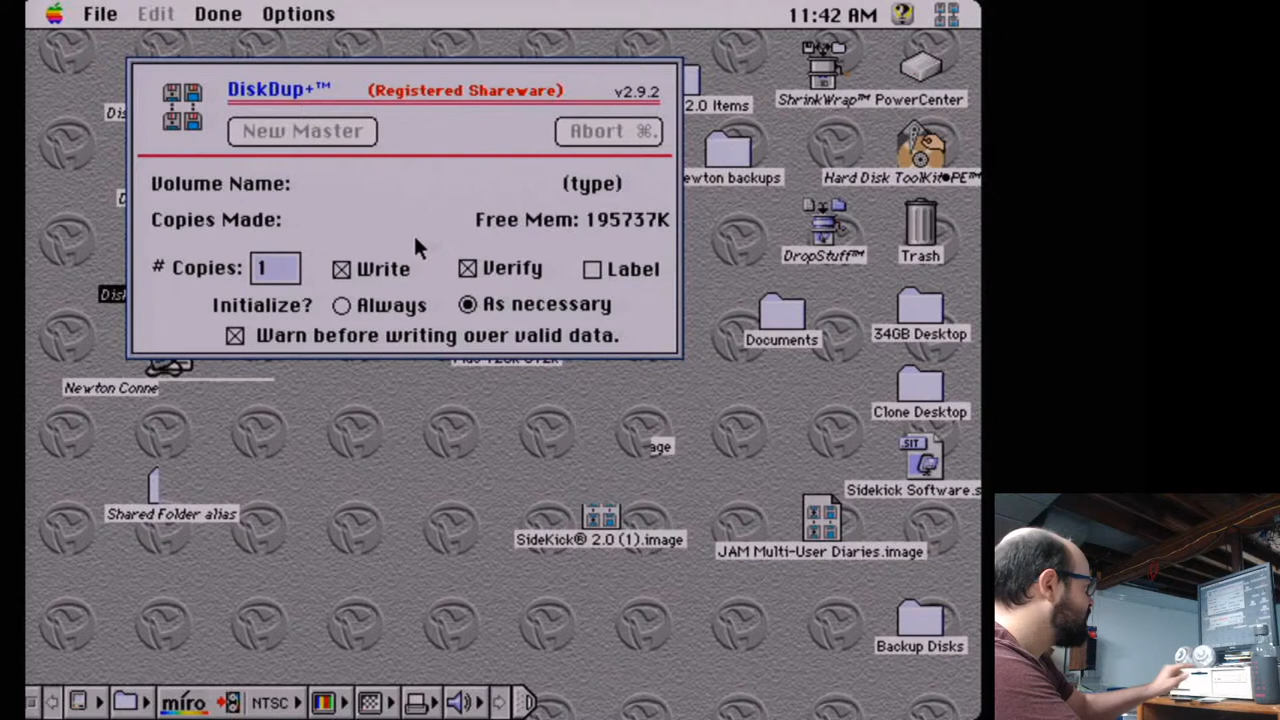 File Edit Done Options 11:42 AM
DiskDup+™ (Registered Shareware) v2.9.2
New Master Abort ⌘.
Volume Name: (type)
Copies Made: Free Mem: 195737K
# Copies: 1 Write Verify Label
Initialize? Always As necessary
Warn before writing over valid data.
2.0 Items
ShrinkWrap™
PowerCenter
Hard Disk ToolKit•PE™
DropStuff™
Trash
Documents
34GB Desktop
Clone Desktop
SIT
Newton Conne
age
Shared Folder alias
SideKick® 2.0 (1).image
JAM Multi-User Diaries.image
Sidekick Software.s
Backup Disks
miro NTSC